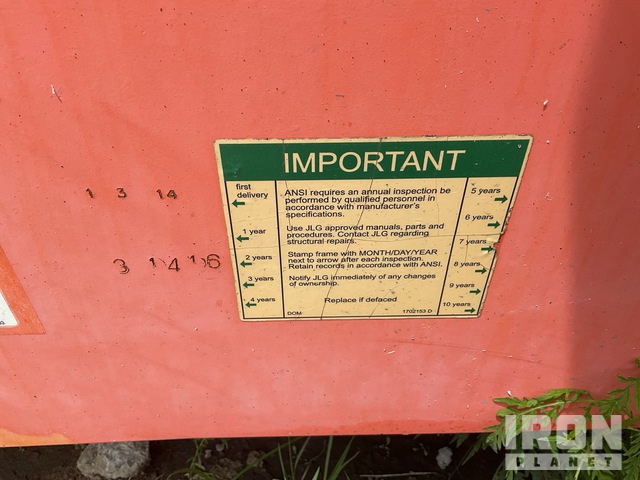 IMPORTANT
first
delivery
1 year
2 years
3 years
4 years
ANSI requires an annual inspection be
performed by qualified personnel in
accordance with manufacturer's
specifications.
Use JLG approved manuals, parts and
procedures. Contact JLG regarding
structural repairs.
Stamp frame with MONTH/DAY/YEAR
next to arrow after each inspection.
Retain records in accordance with ANSI.
Notify JLG immediately of any changes
of ownership.
Replace if defaced
DOM
1702153 D
5 years
6 years
7 years
8 years
9 years
10 years
1 3 14
3 14 16
IRON
PLANET